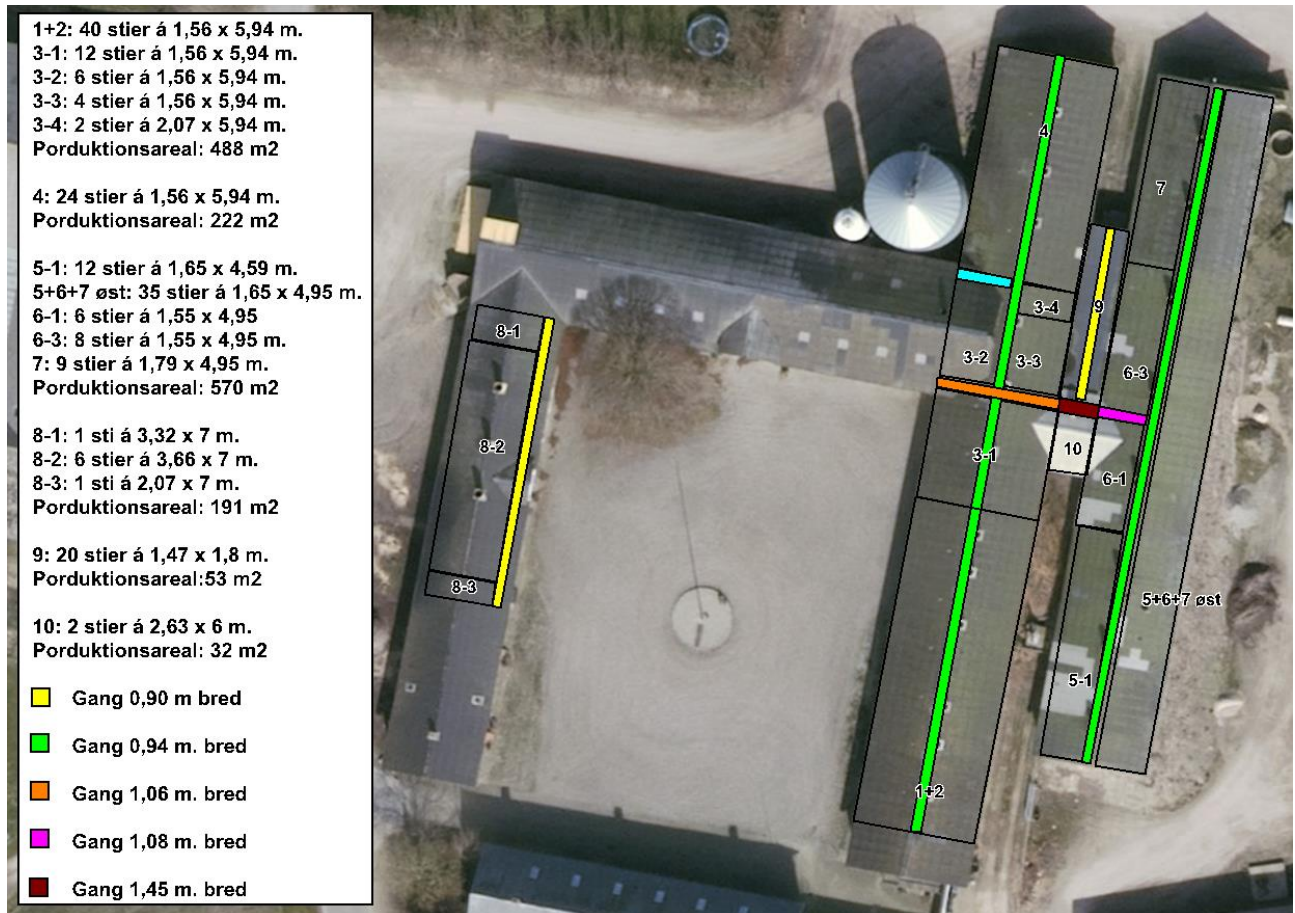 1+2: 40 stier á 1,56 x 5,94 m.
3-1: 12 stier á 1,56 x 5,94 m.
3-2: 6 stier á 1,56 x 5,94 m.
3-3: 4 stier á 1,56 x 5,94 m.
3-4: 2 stier á 2,07 x 5,94 m.
Porduktionsareal: 488 m2
4: 24 stier á 1,56 x 5,94 m.
Porduktionsareal: 222 m2
5-1: 12 stier á 1,65 x 4,59 m.
5+6+7 øst: 35 stier á 1,65 x 4,95 m.
6-1: 6 stier á 1,55 x 4,95
6-3: 8 stier á 1,55 x 4,95 m.
7: 9 stier á 1,79 x 4,95 m.
Porduktionsareal: 570 m2
8-1: 1 sti á 3,32 x 7 m.
8-2: 6 stier á 3,66 x 7 m.
8-3: 1 sti á 2,07 x 7 m.
Porduktionsareal: 191 m2
9: 20 stier á 1,47 x 1,8 m.
Porduktionsareal:53 m2
10: 2 stier á 2,63 x 6 m.
Porduktionsareal: 32 m2
Gang 0,90 m bred
Gang 0,94 m. bred
Gang 1,06 m. bred
Gang 1,08 m. bred
Gang 1,45 m. bred
4
7
3-4
9
8-1
3-2
3-3
6-3
8-2
10
3-1
6-1
8-3
5+6+7 øst
5-1
1+2